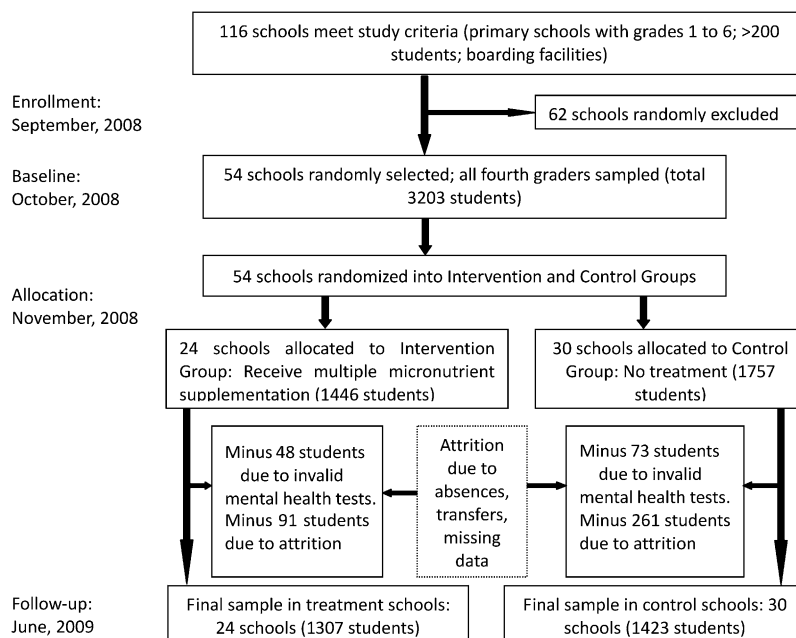 116 schools meet study criteria (primary schools with grades 1 to 6; >200
students; boarding facilities)
Enrollment:
September, 2008
62 schools randomly excluded
Baseline:
October, 2008
54 schools randomly selected; all fourth graders sampled (total
3203 students)
54 schools randomized into Intervention and Control Groups
Allocation:
November, 2008
24 schools allocated to Intervention
Group: Receive multiple micronutrient
supplementation (1446 students)
30 schools allocated to Control
Group: No treatment (1757
students)
Minus 48 students
due to invalid
mental health tests.
Minus 91 students
due to attrition
Attrition
due to
absences,
transfers,
missing
data
Minus 73 students
due to invalid
mental health tests.
Minus 261 students
due to attrition
Follow-up:
June, 2009
Final sample in treatment schools:
24 schools (1307 students)
Final sample in control schools: 30
schools (1423 students)